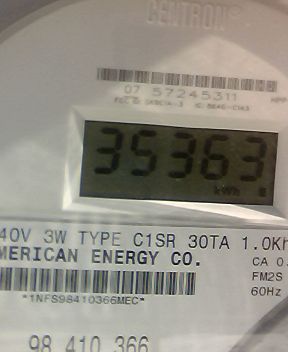 CENTRON®
07 57245311
35363
kWh
40V 3W TYPE C1SR 30TA 1.0Kh
MERICAN ENERGY CO.
CA 0.
FM2S
60Hz
*1NFS98410366MEC*
98 410 366